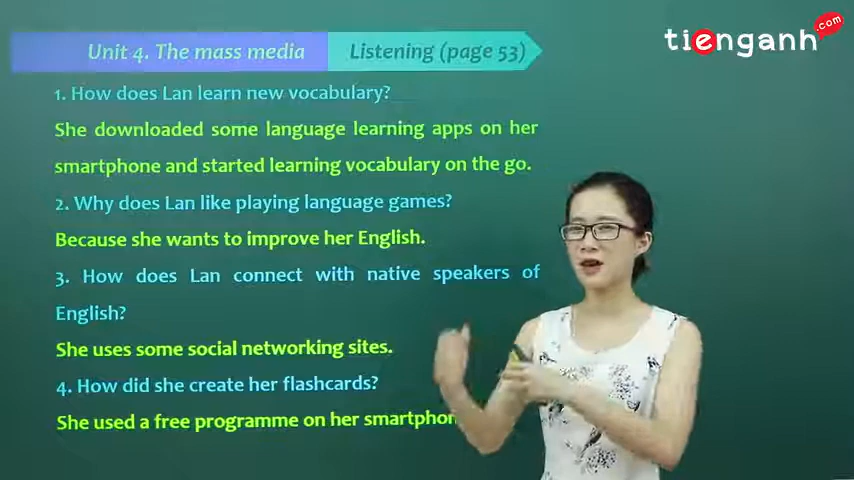 Unit 4. The mass media
Listening (page 53)
tienganh.com
1. How does Lan learn new vocabulary?
She downloaded some language learning apps on her
smartphone and started learning vocabulary on the go.
2. Why does Lan like playing language games?
Because she wants to improve her English.
3. How does Lan connect with native speakers of
English?
She uses some social networking sites.
4. How did she create her flashcards?
She used a free programme on her